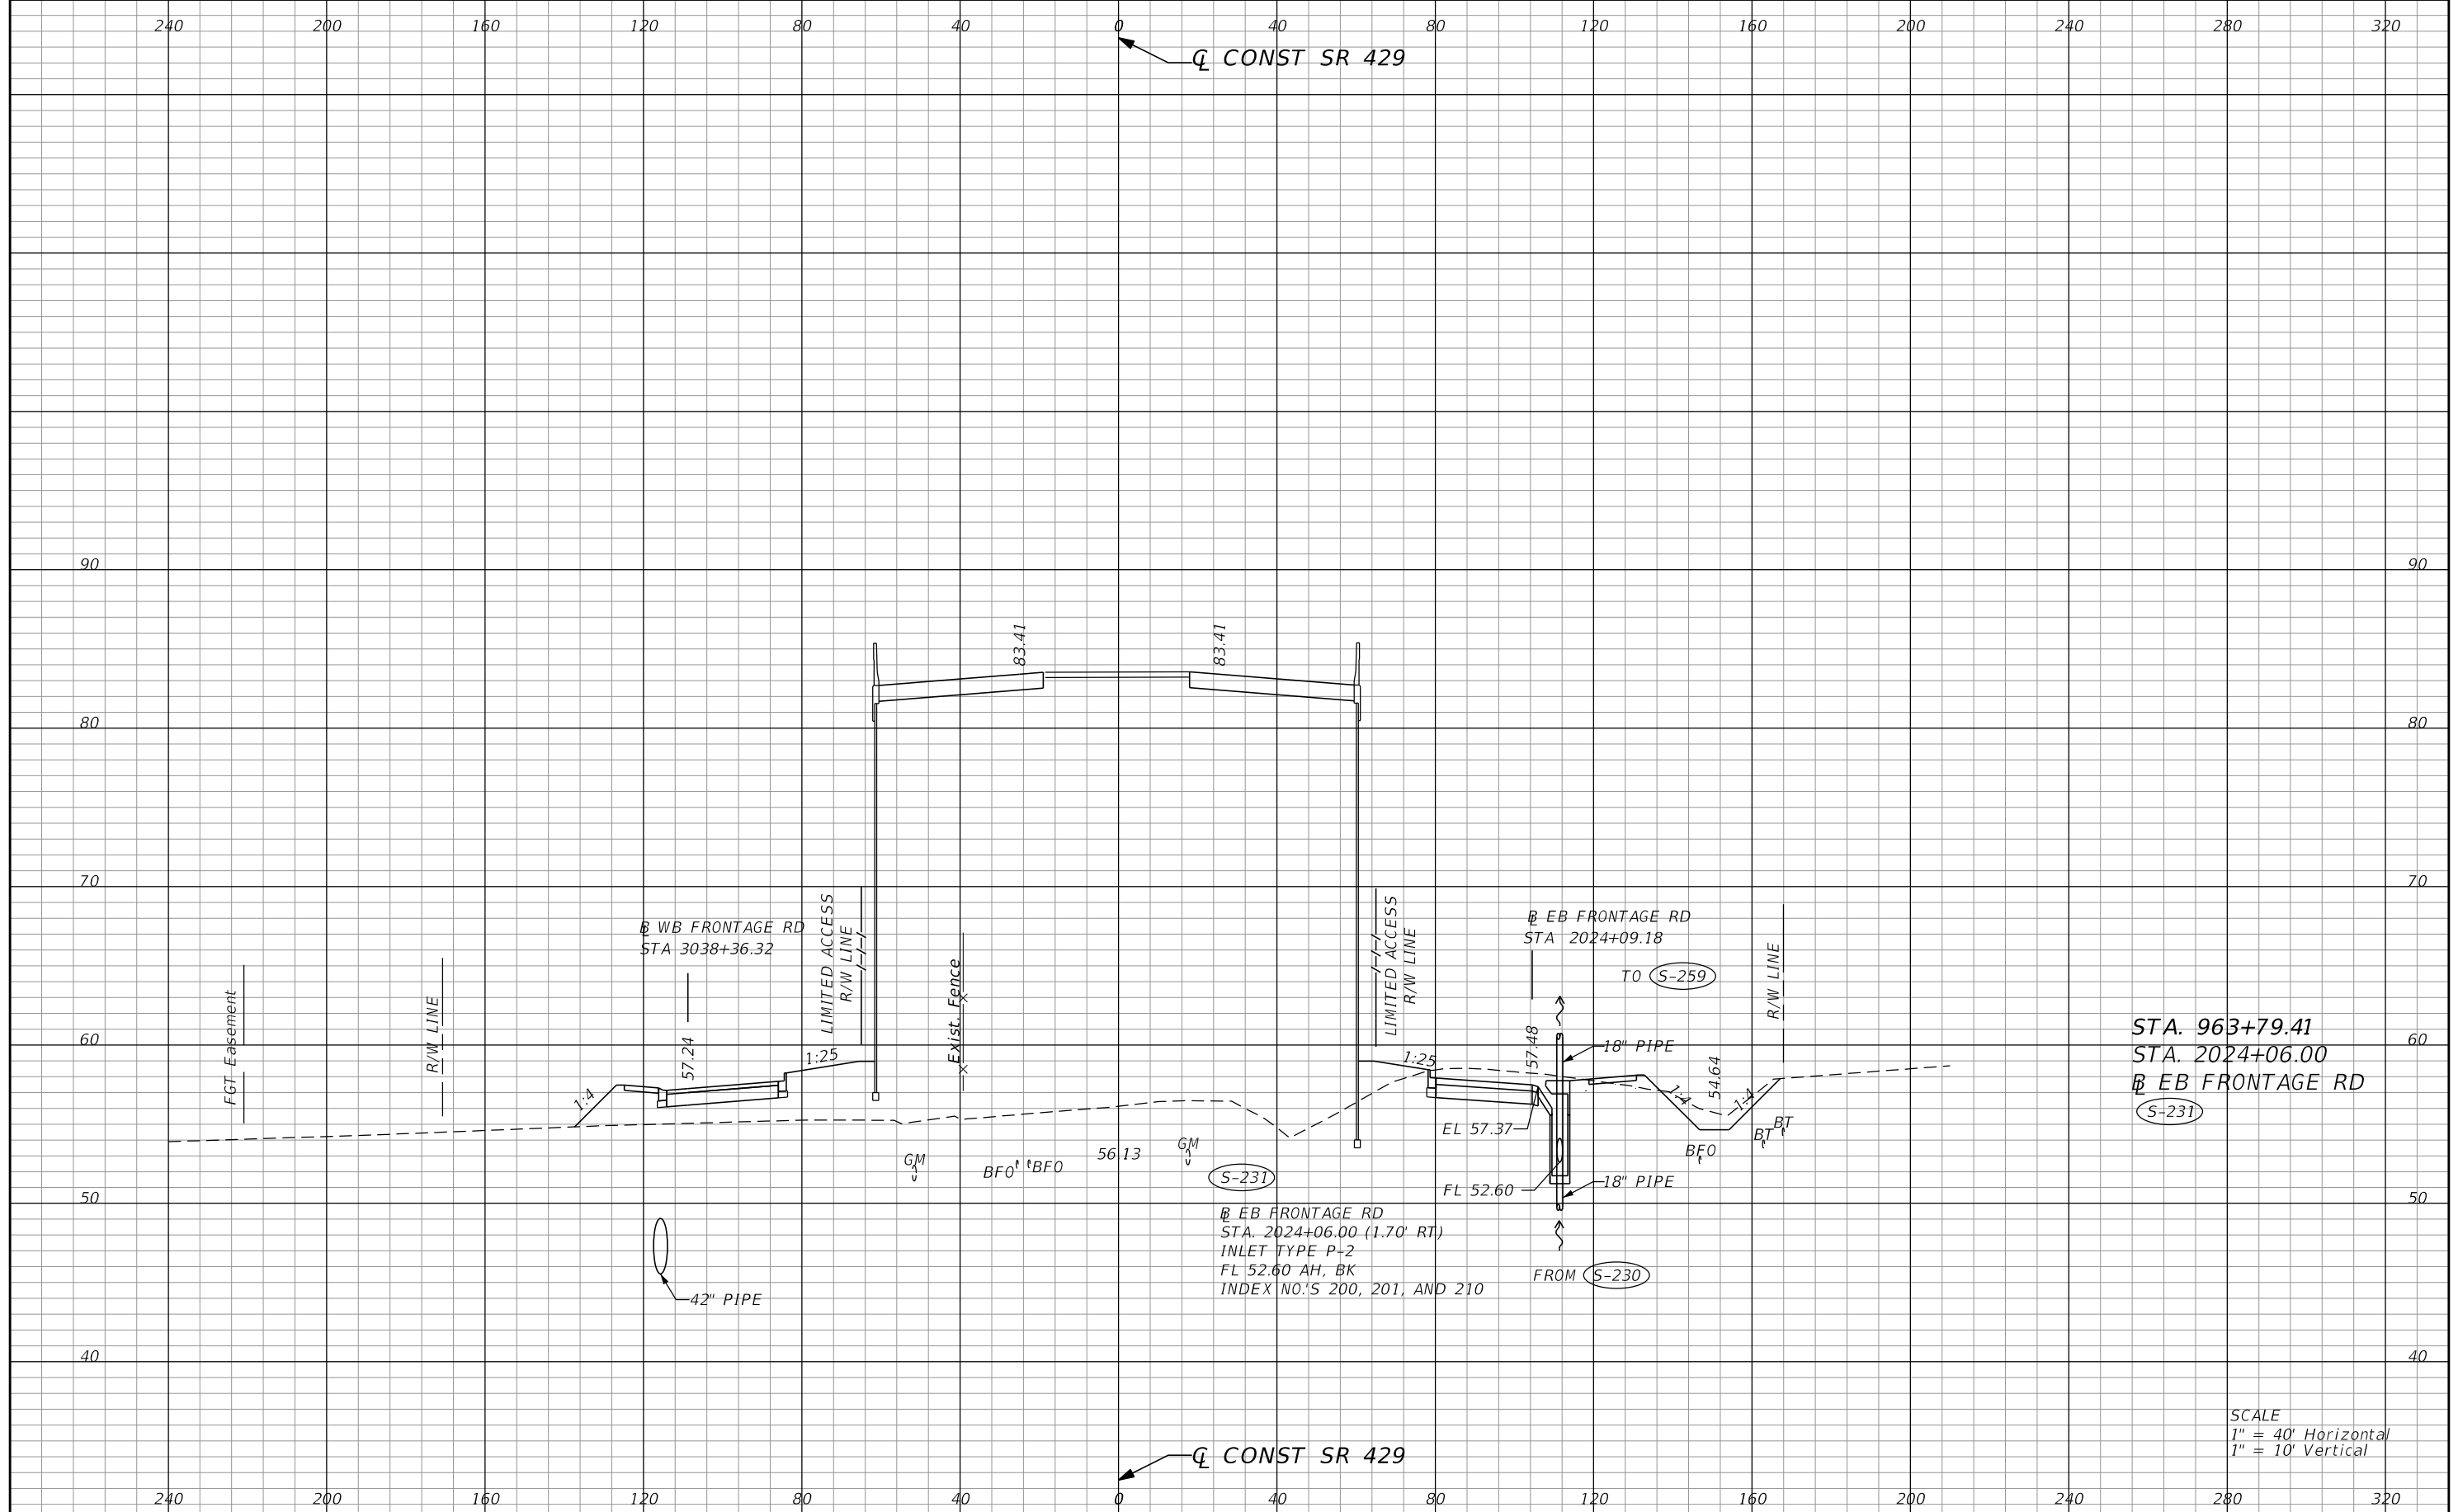 240 200 160 120 80 40 0 40 80 120 160 200 240 280 320
℄ CONST SR 429
90 90
83.41 83.41
80 80
70 70
LIMITED ACCESS
R/W LINE
LIMITED ACCESS
R/W LINE
BL WB FRONTAGE RD
STA 3038+36.32
BL EB FRONTAGE RD
STA 2024+09.18
TO S-259
R/W LINE
FGT Easement
R/W LINE
Exist. Fence
60 60
57.24
1:25
1:25
57.48
18" PIPE
54.64
1:4
1:4
1:4
STA. 963+79.41
STA. 2024+06.00
BL EB FRONTAGE RD
S-231
EL 57.37
BT
BT
BFO
GM
BFO
BFO
56.13
GM
S-231
FL 52.60
18" PIPE
50 50
BL EB FRONTAGE RD
STA. 2024+06.00 (1.70' RT)
INLET TYPE P-2
FL 52.60 AH, BK
INDEX NO.'S 200, 201, AND 210
FROM S-230
42" PIPE
40 40
SCALE
1" = 40' Horizontal
1" = 10' Vertical
℄ CONST SR 429
240 200 160 120 80 40 0 40 80 120 160 200 240 280 320